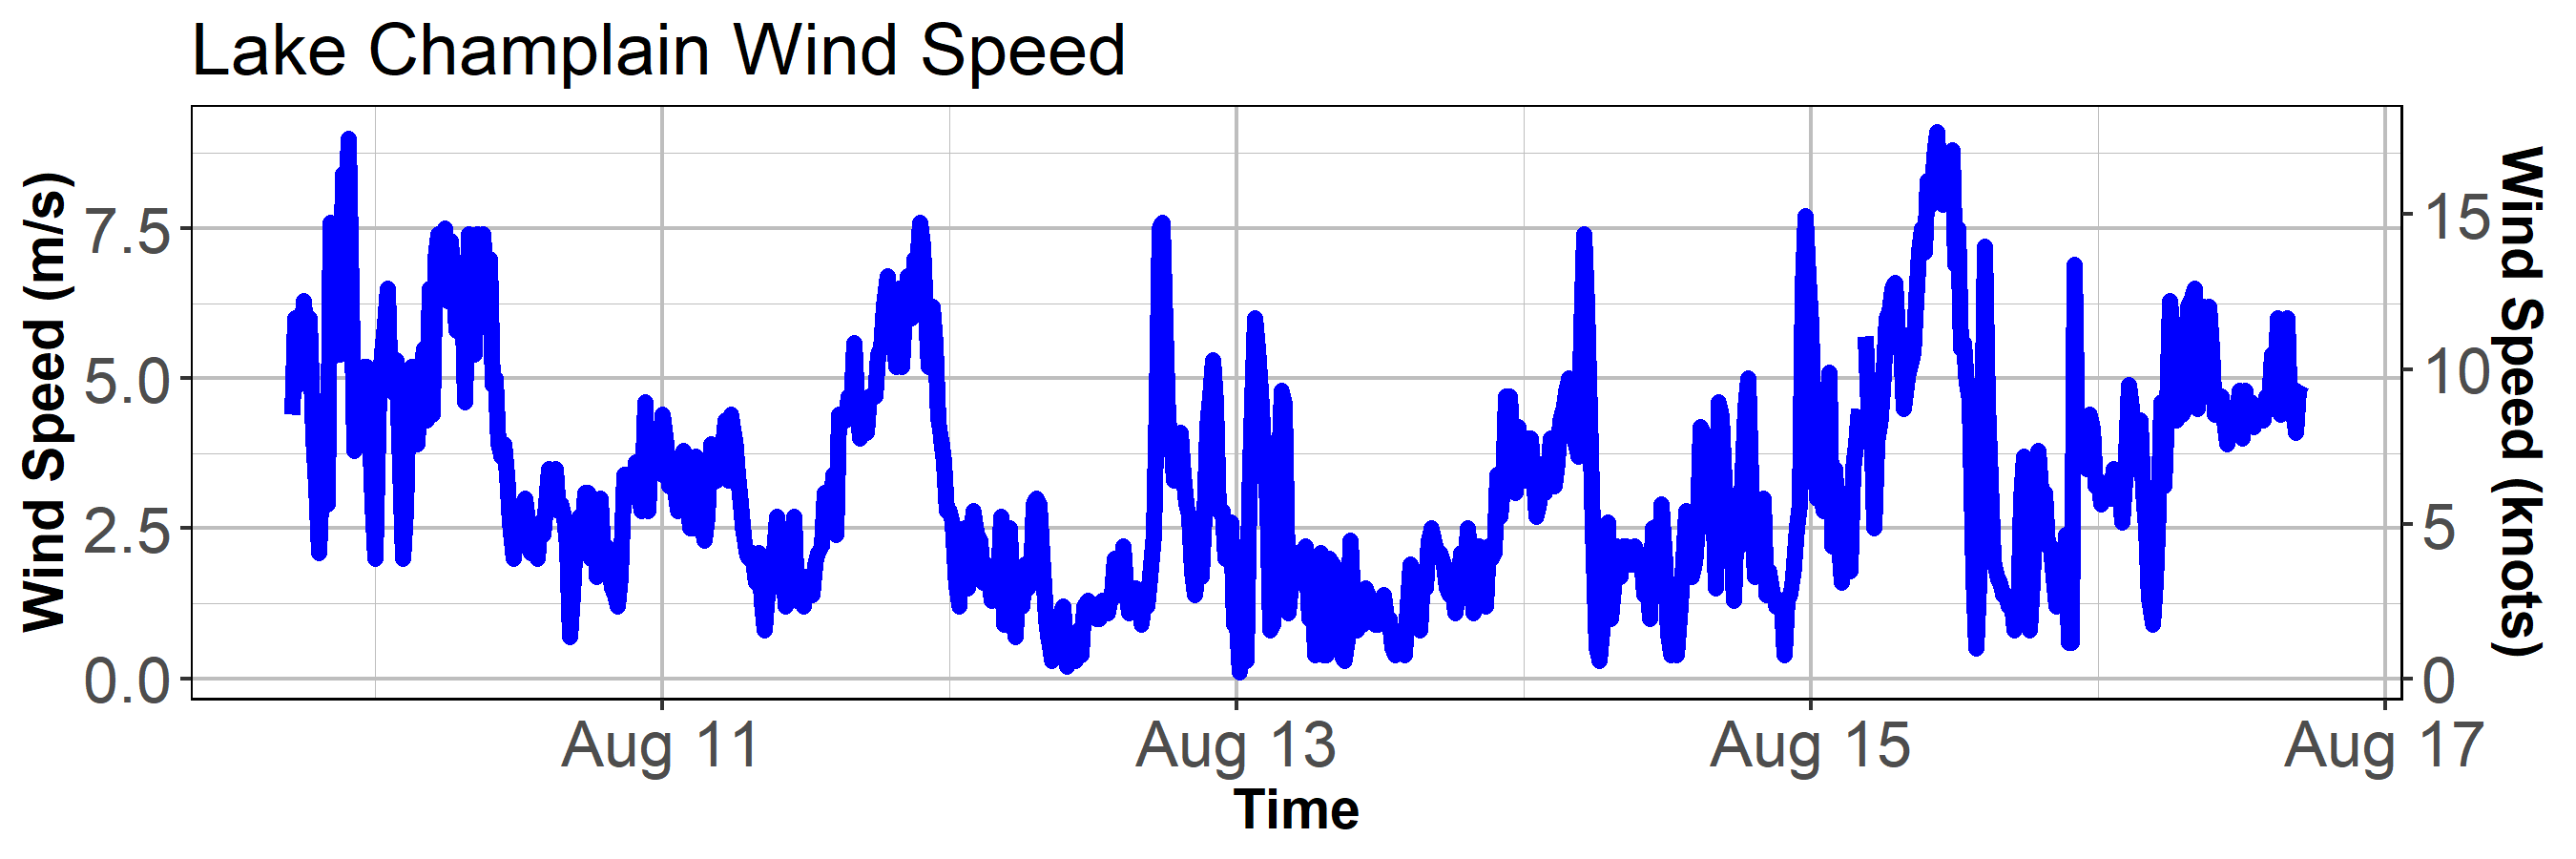 Lake Champlain Wind Speed
Wind Speed (m/s)
7.5
5.0
2.5
0.0
15
10
5
0
Wind Speed (knots)
Aug 11
Aug 13
Aug 15
Aug 17
Time